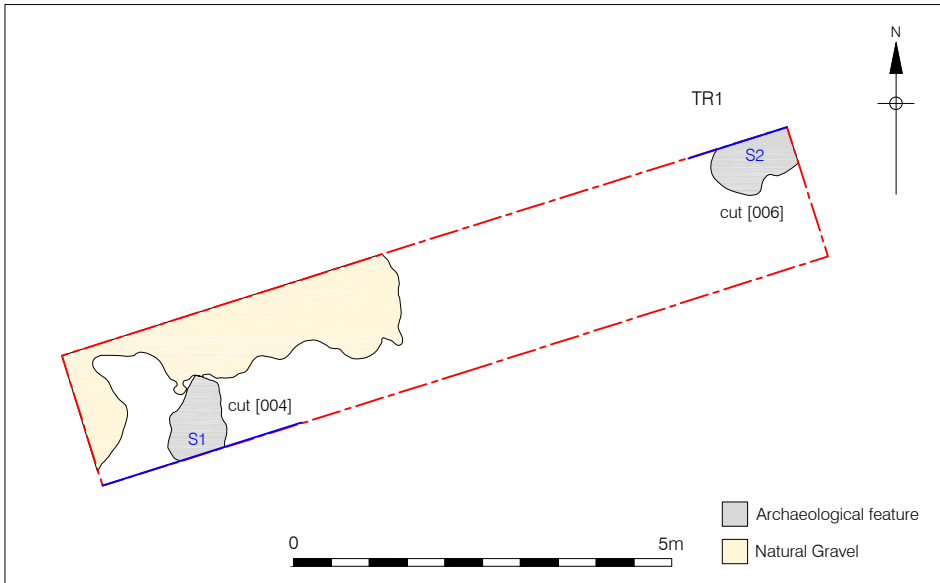 N
TR1
S2
cut [006]
cut [004]
S1
Archaeological feature
0 5m
Natural Gravel